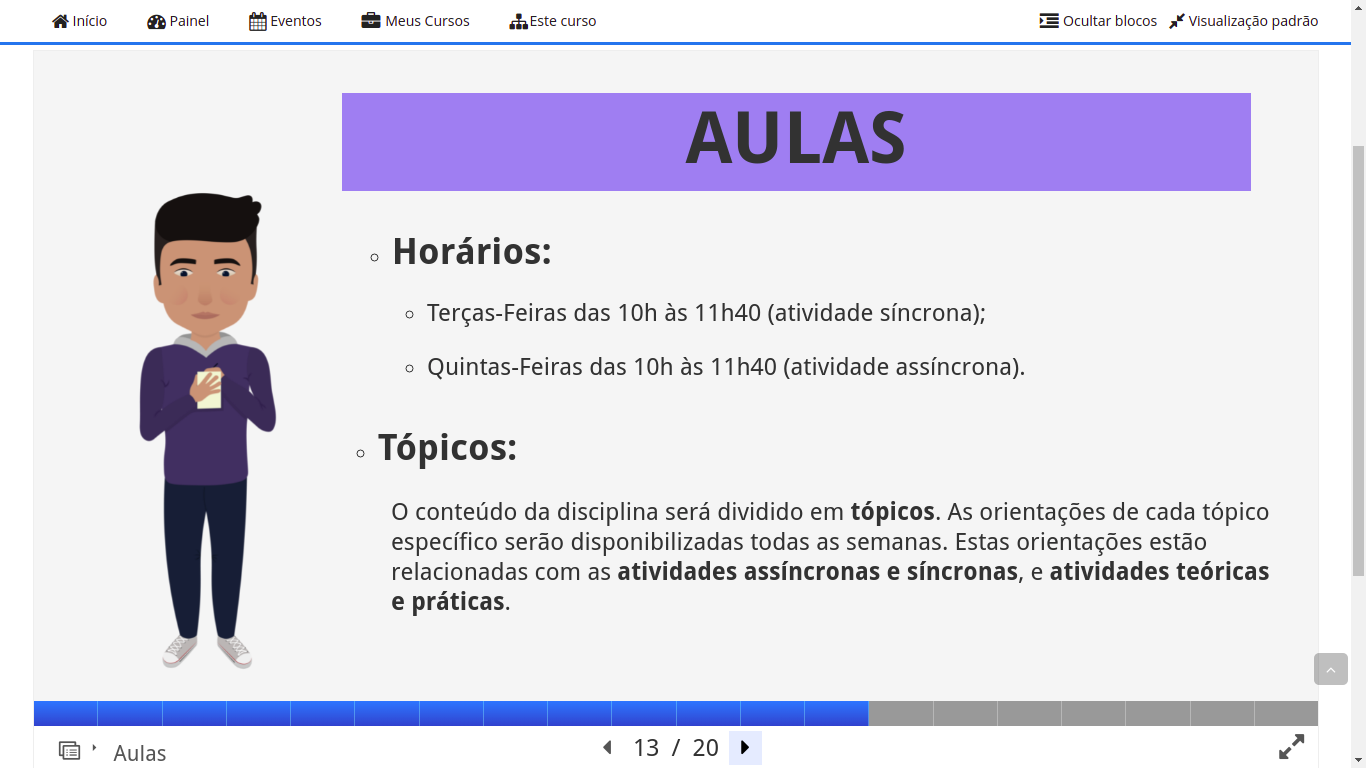 Início Painel Eventos Meus Cursos Este curso Ocultar blocos Visualização padrão
AULAS
Horários:
Terças-Feiras das 10h às 11h40 (atividade síncrona);
Quintas-Feiras das 10h às 11h40 (atividade assíncrona).
Tópicos:
O conteúdo da disciplina será dividido em tópicos. As orientações de cada tópico
específico serão disponibilizadas todas as semanas. Estas orientações estão
relacionadas com as atividades assíncronas e síncronas, e atividades teóricas
e práticas.
Aulas 13 / 20